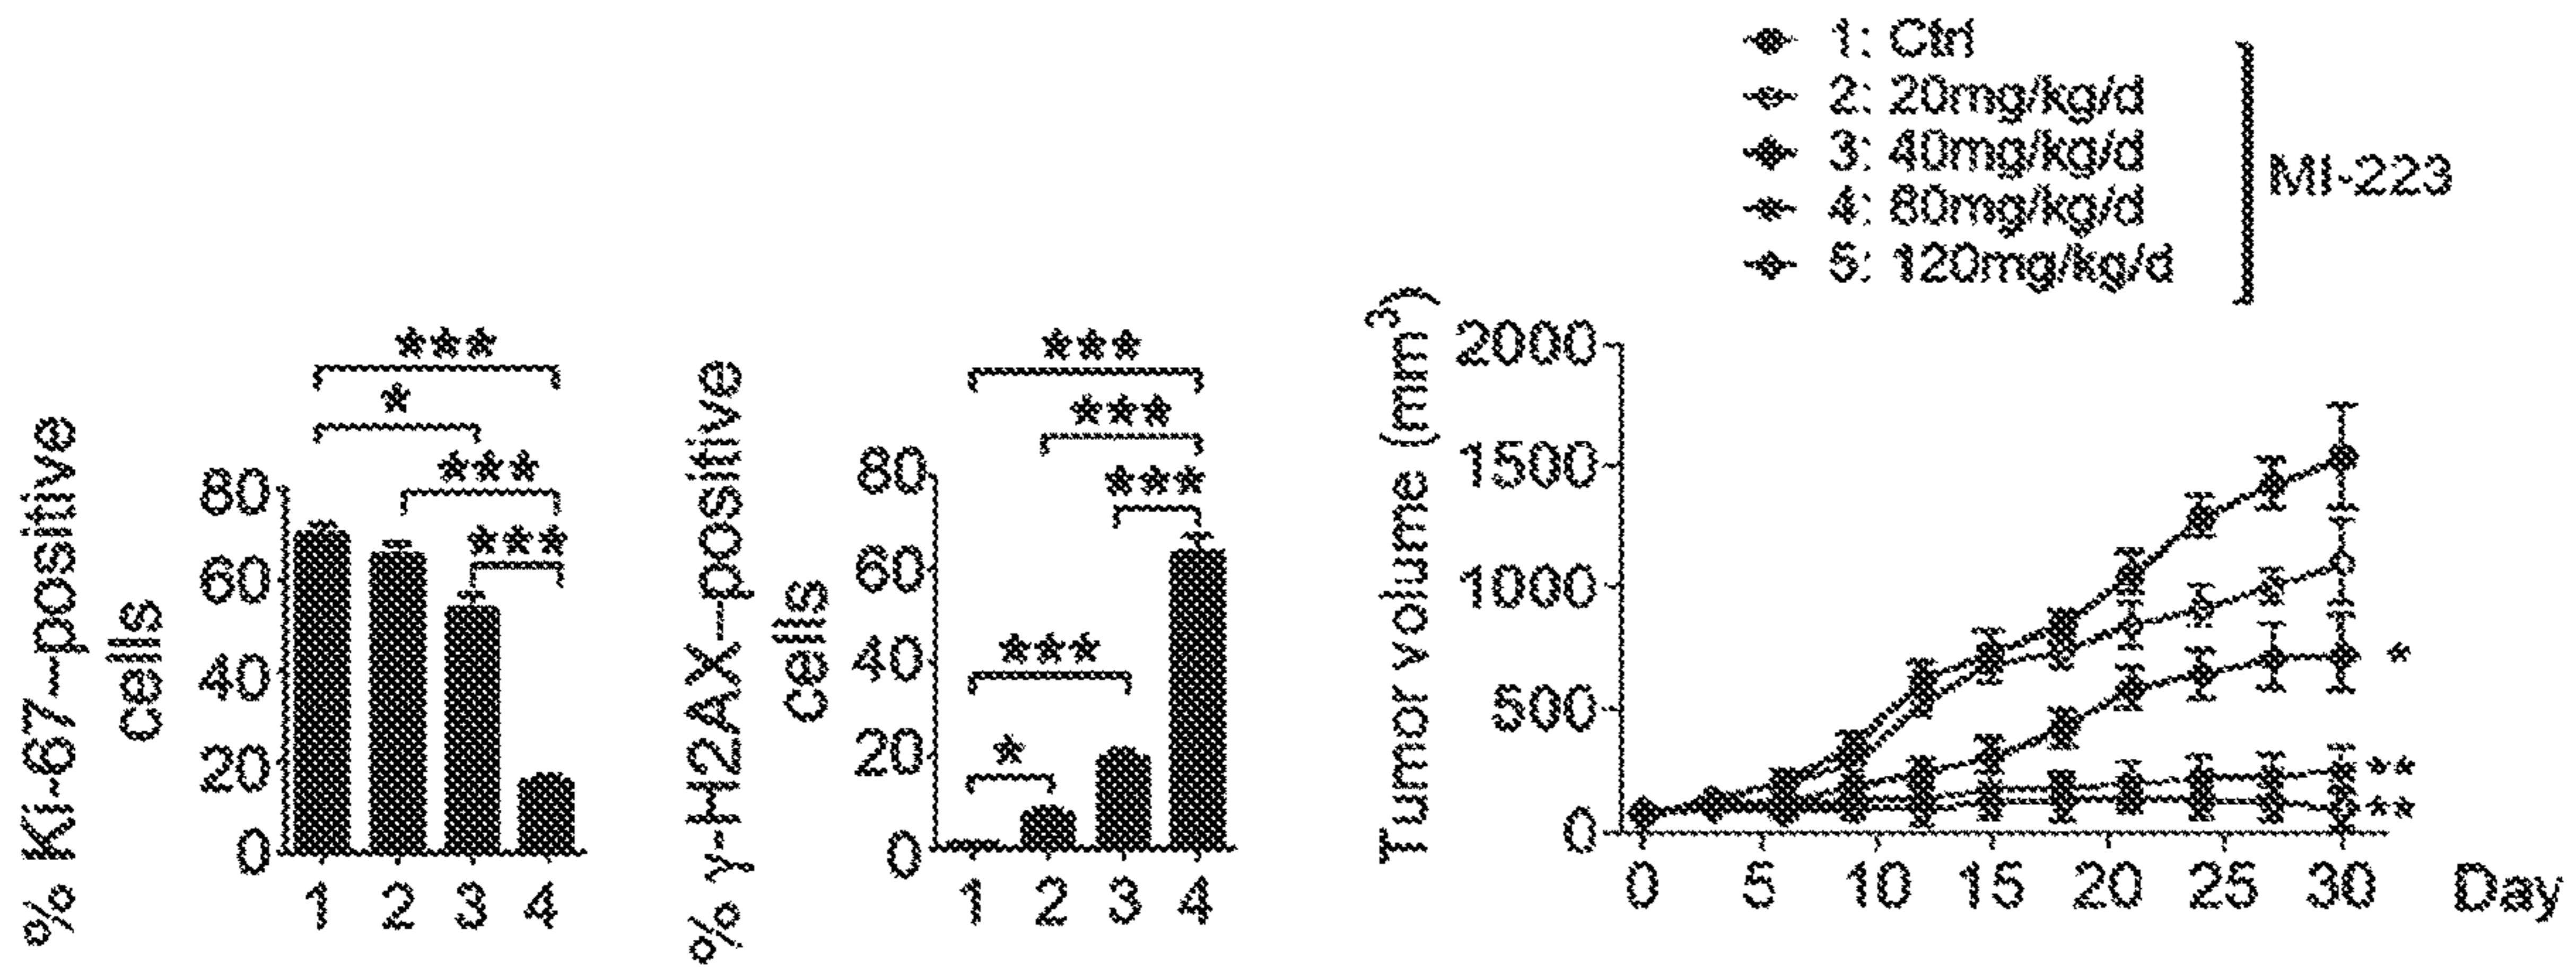 % Ki-67–positive
cells
80
60
40
20
0
***
*
***
***
1 2 3 4
% γ-H2AX–positive
cells
80
60
40
20
0
***
***
***
***
*
1 2 3 4
1: Ctrl
2: 20mg/kg/d
3: 40mg/kg/d
4: 80mg/kg/d
5: 120mg/kg/d
MI-223
Tumor volume (mm³)
2000
1500
1000
500
0
*
**
**
0 5 10 15 20 25 30 Day